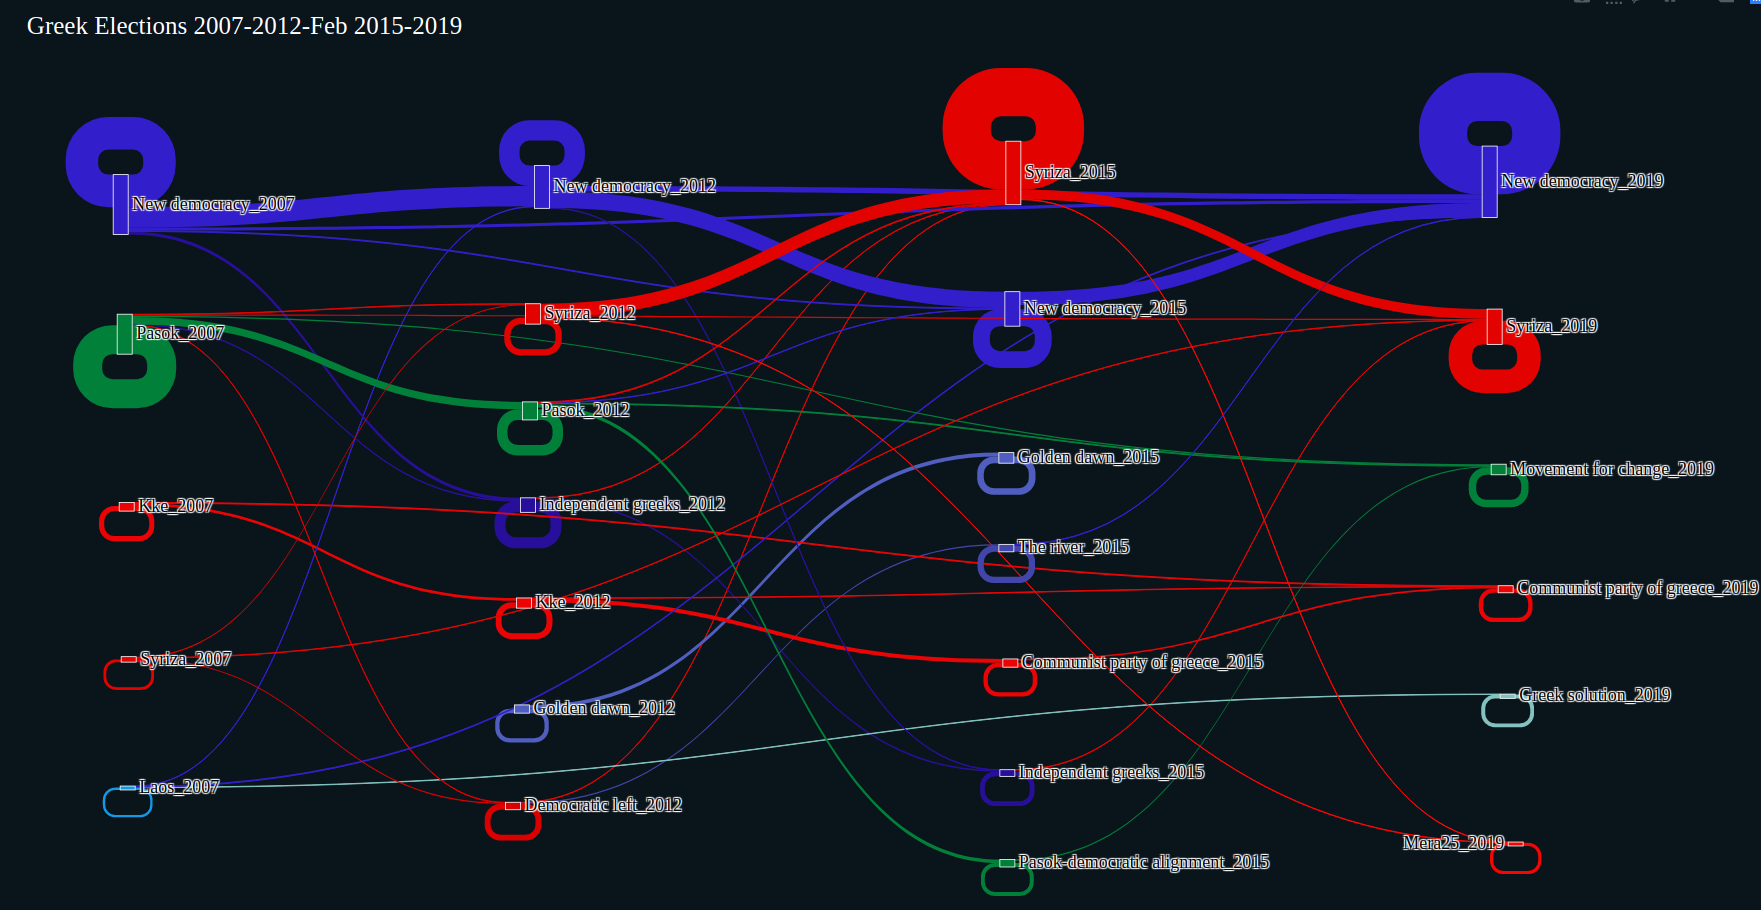 Greek Elections 2007-2012-Feb 2015-2019
New democracy_2007
New democracy_2012
Syriza_2015
New democracy_2019
Pasok_2007
Syriza_2012
New democracy_2015
Syriza_2019
Pasok_2012
Golden dawn_2015
Movement for change_2019
Kke_2007
Independent greeks_2012
The river_2015
Communist party of greece_2019
Kke_2012
Syriza_2007
Communist party of greece_2015
Greek solution_2019
Golden dawn_2012
Laos_2007
Independent greeks_2015
Democratic left_2012
Mera25_2019
Pasok-democratic alignment_2015